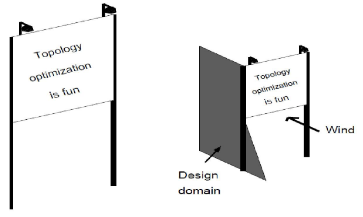 Topology
optimization
is fun
Topology
optimization
is fun
Wind
Design
domain